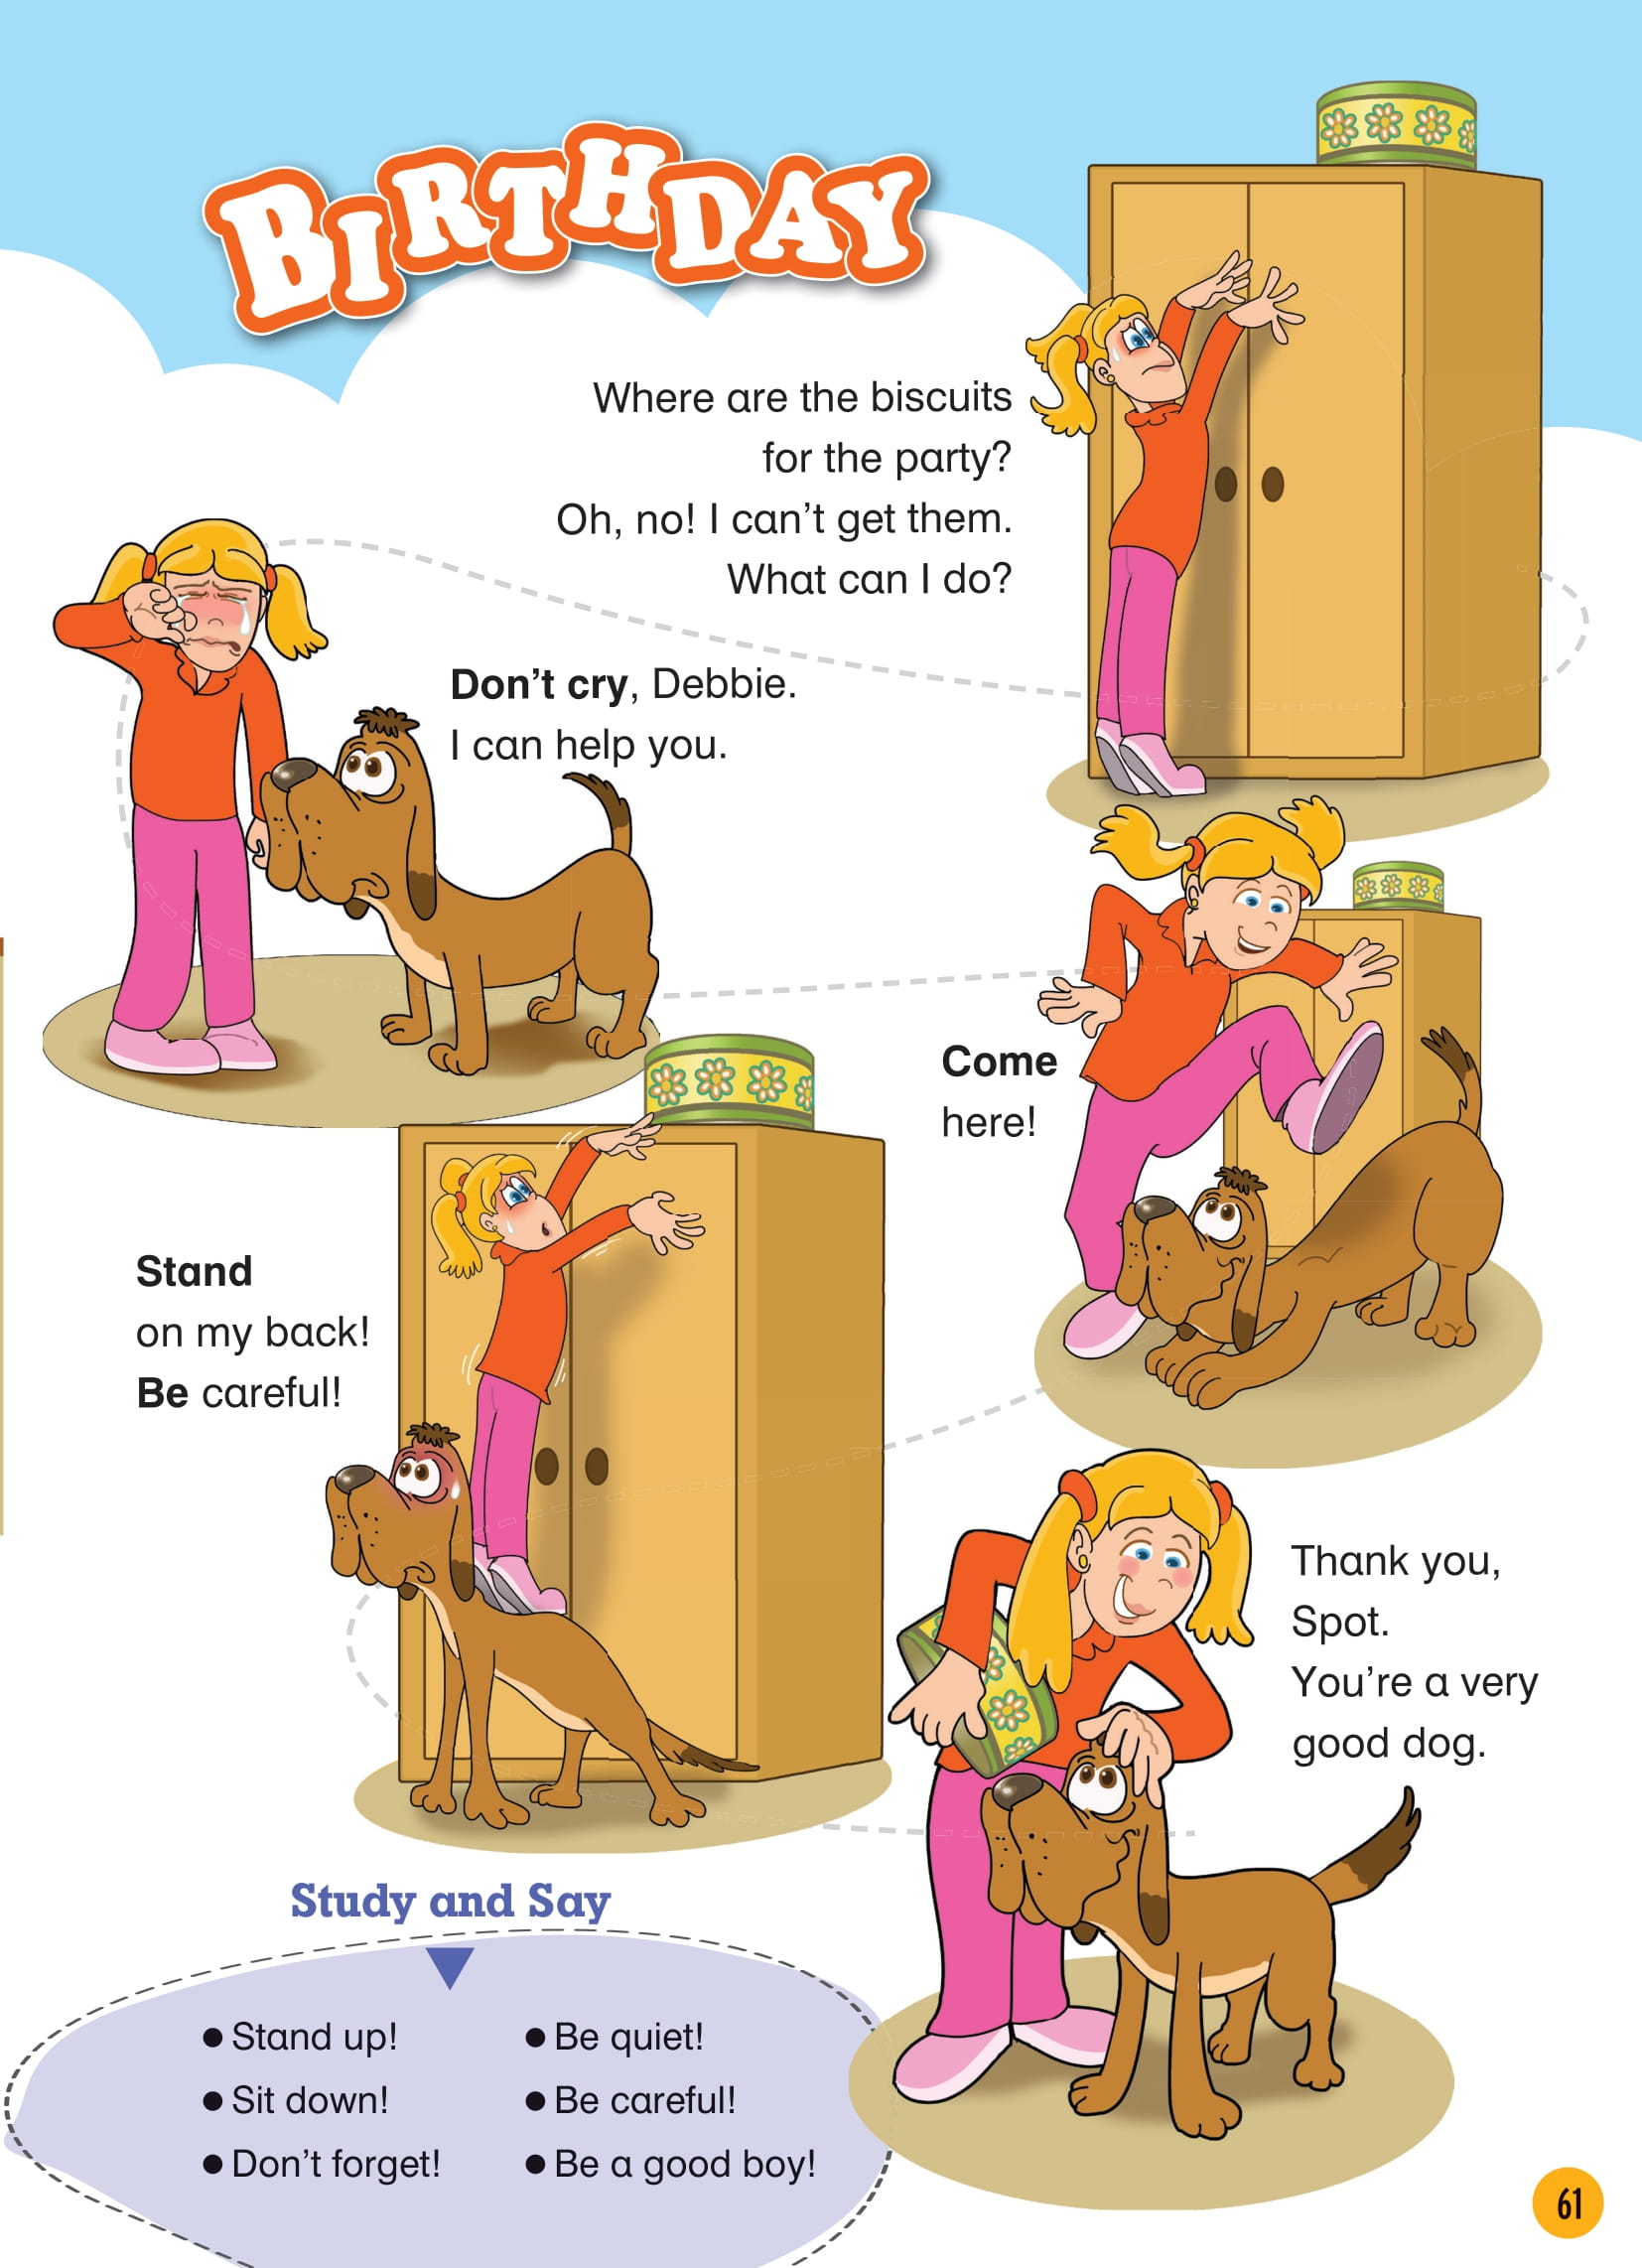 BIRTHDAY
Where are the biscuits
for the party?
Oh, no! I can't get them.
What can I do?
Don't cry, Debbie.
I can help you.
Come
here!
Stand
on my back!
Be careful!
Thank you,
Spot.
You're a very
good dog.
Study and Say
● Stand up!
● Sit down!
● Don't forget!
● Be quiet!
● Be careful!
● Be a good boy!
61